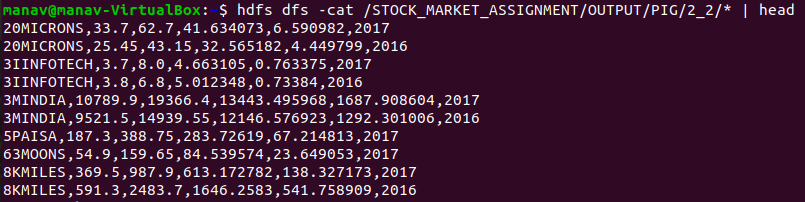 manav@manav-VirtualBox:~$ hdfs dfs -cat /STOCK_MARKET_ASSIGNMENT/OUTPUT/PIG/2_2/* | head
20MICRONS,33.7,62.7,41.634073,6.590982,2017
20MICRONS,25.45,43.15,32.565182,4.449799,2016
3IINFOTECH,3.7,8.0,4.663105,0.763375,2017
3IINFOTECH,3.8,6.8,5.012348,0.73384,2016
3MINDIA,10789.9,19366.4,13443.495968,1687.908604,2017
3MINDIA,9521.5,14939.55,12146.576923,1292.301006,2016
5PAISA,187.3,388.75,283.72619,67.214813,2017
63MOONS,54.9,159.65,84.539574,23.649053,2017
8KMILES,369.5,987.9,613.172782,138.327173,2017
8KMILES,591.3,2483.7,1646.2583,541.758909,2016